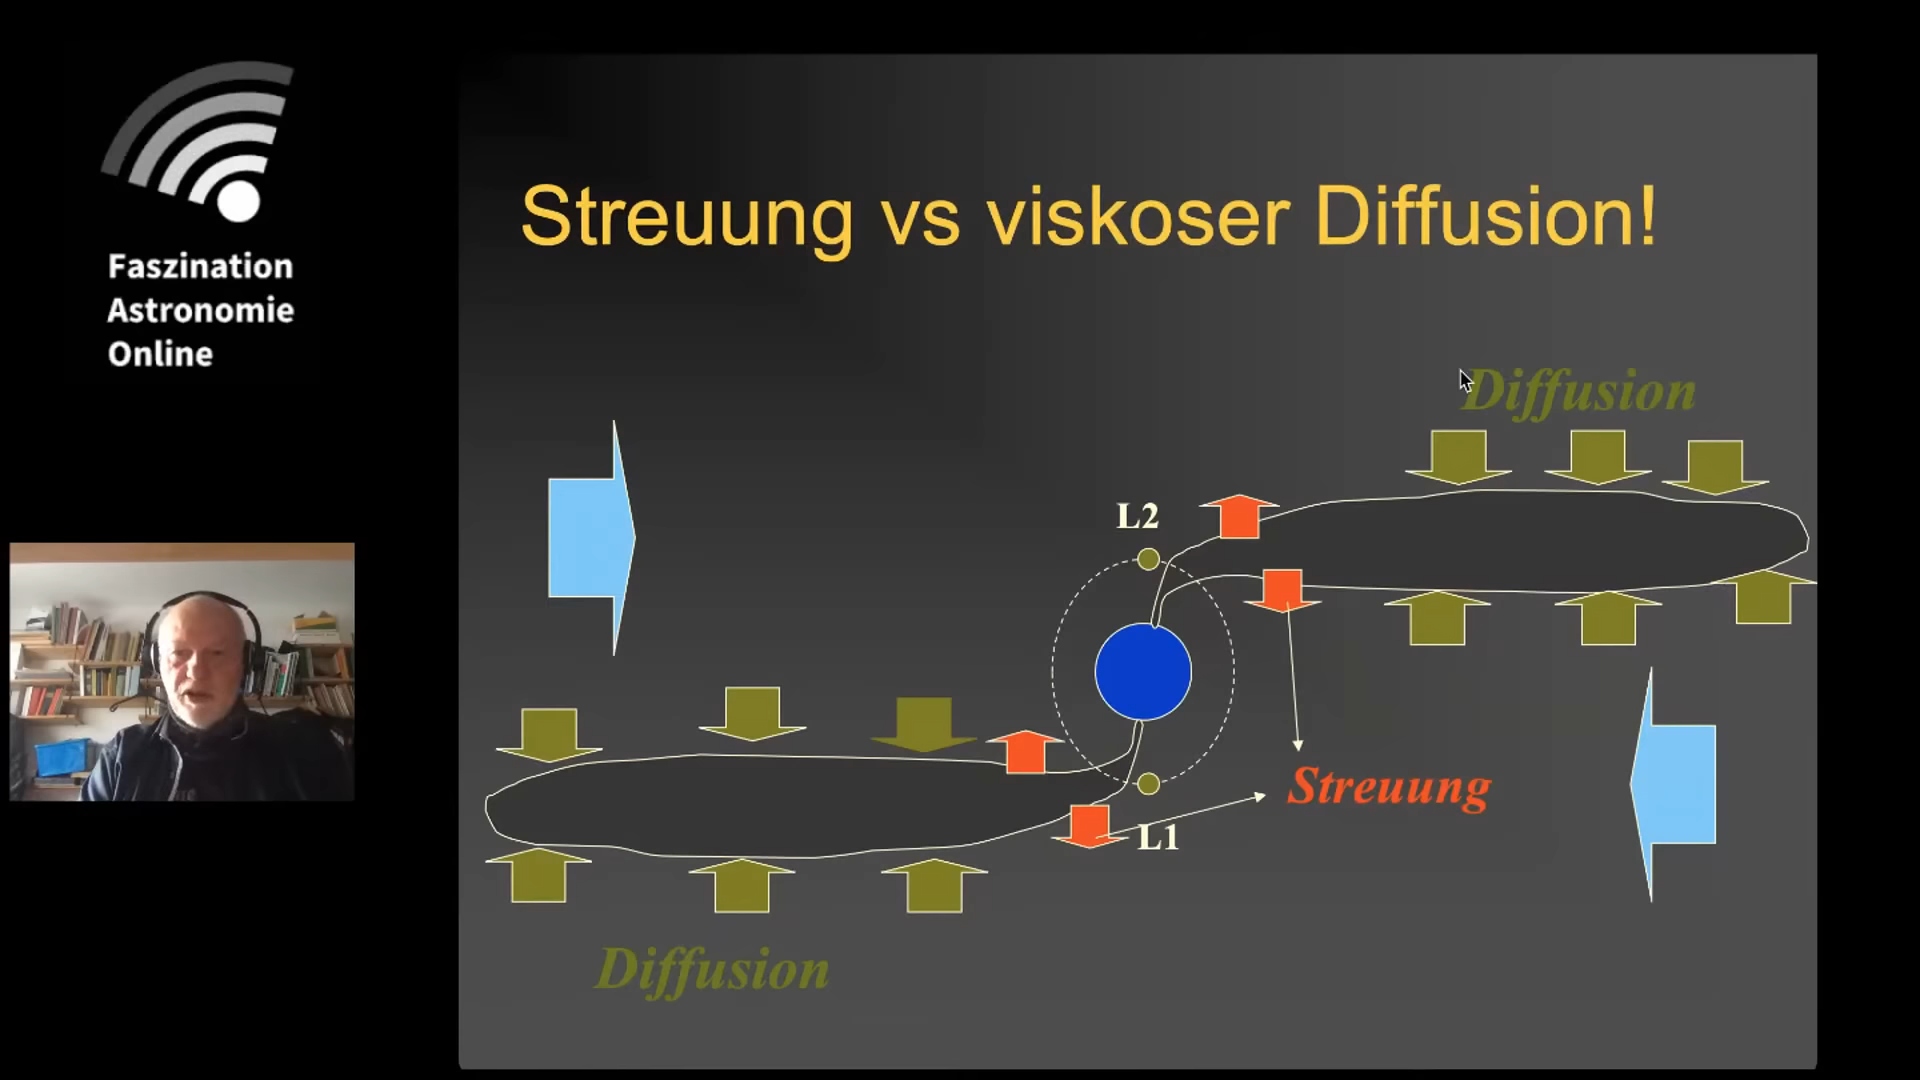 Faszination
Astronomie
Online
Streuung vs viskoser Diffusion!
Diffusion
L2
Streuung
L1
Diffusion